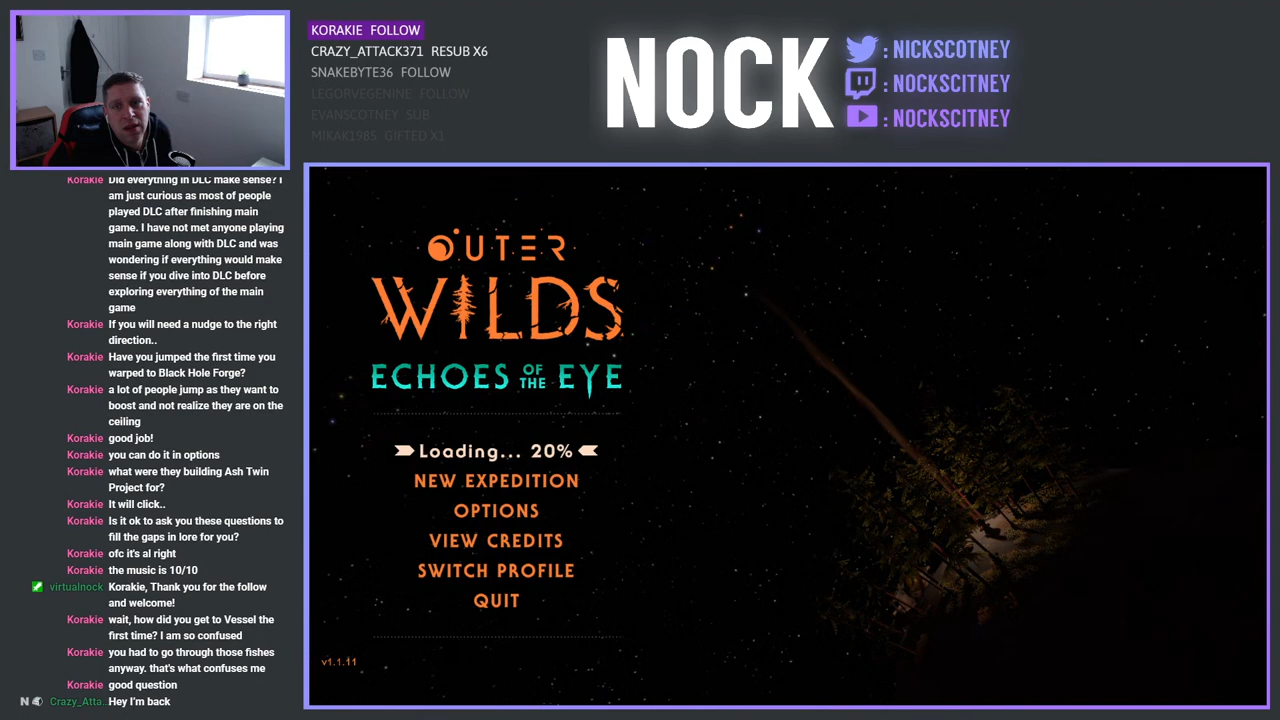 KORAKIE FOLLOW
CRAZY_ATTACK371 RESUB X6
SNAKEBYTE36 FOLLOW
LEGORVEGENINE FOLLOW
EVANSCOTNEY SUB
MIKAK1985 GIFTED X1
NOCK
: NICKSCOTNEY
: NOCKSCITNEY
: NOCKSCITNEY
Korakie Did everything in DLC make sense? I
am just curious as most of people
played DLC after finishing main
game. I have not met anyone playing
main game along with DLC and was
wondering if everything would make
sense if you dive into DLC before
exploring everything of the main
game
Korakie If you will need a nudge to the right
direction..
Korakie Have you jumped the first time you
warped to Black Hole Forge?
Korakie a lot of people jump as they want to
boost and not realize they are on the
ceiling
Korakie good job!
Korakie you can do it in options
Korakie what were they building Ash Twin
Project for?
Korakie It will click..
Korakie Is it ok to ask you these questions to
fill the gaps in lore for you?
Korakie ofc it's al right
Korakie the music is 10/10
virtualnock Korakie, Thank you for the follow
and welcome!
Korakie wait, how did you get to Vessel the
first time? I am so confused
Korakie you had to go through those fishes
anyway. that's what confuses me
Korakie good question
N Crazy_Atta.. Hey I'm back
OUTER
WILDS
ECHOES OF THE EYE
Loading... 20%
NEW EXPEDITION
OPTIONS
VIEW CREDITS
SWITCH PROFILE
QUIT
v1.1.11